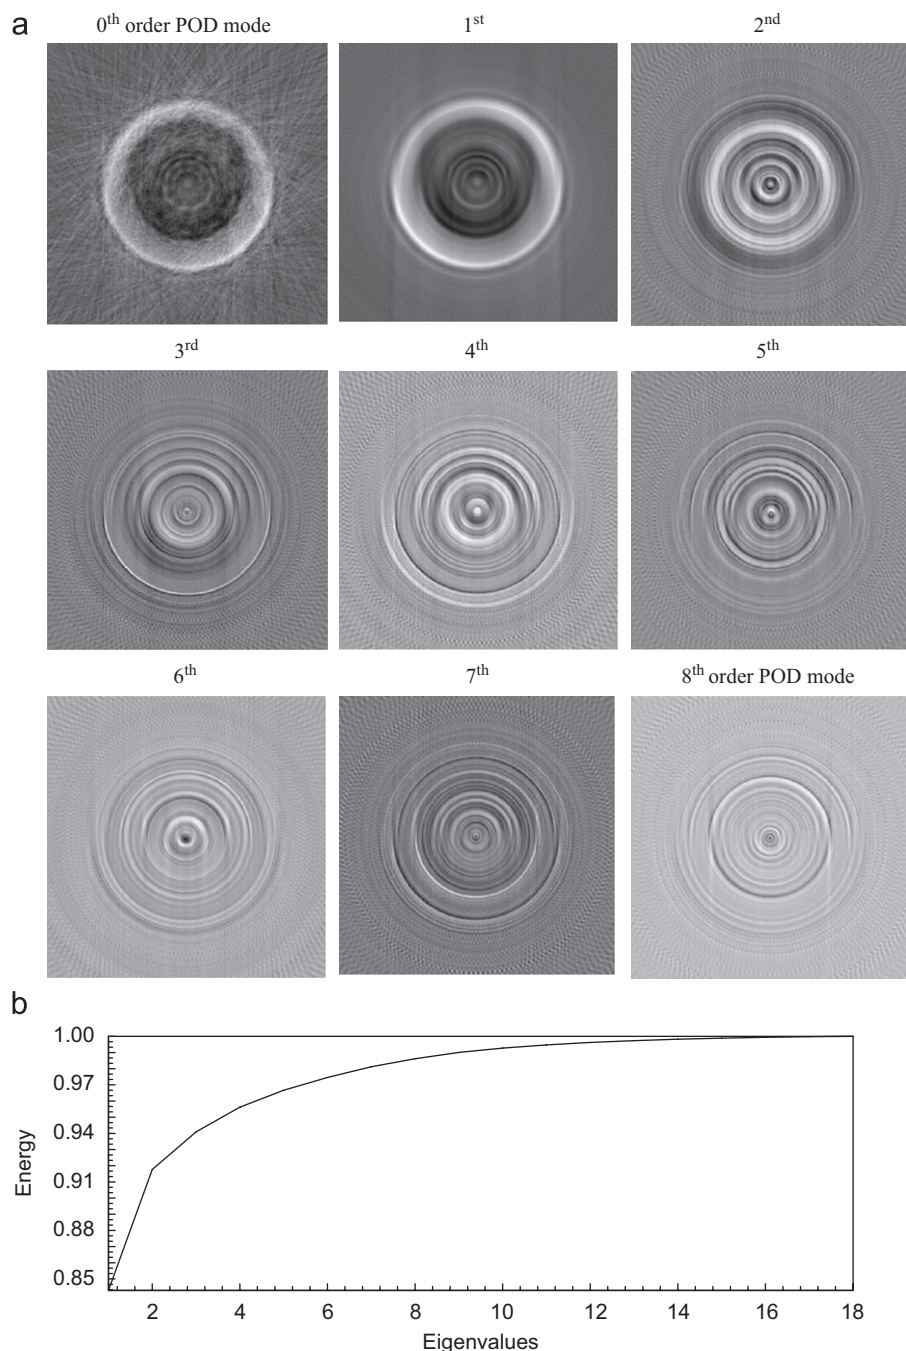 a
0th order POD mode 1st 2nd
3rd 4th 5th
6th 7th 8th order POD mode
b
1.00
0.97
0.94
0.91
0.88
0.85
Energy
2 4 6 8 10 12 14 16 18
Eigenvalues